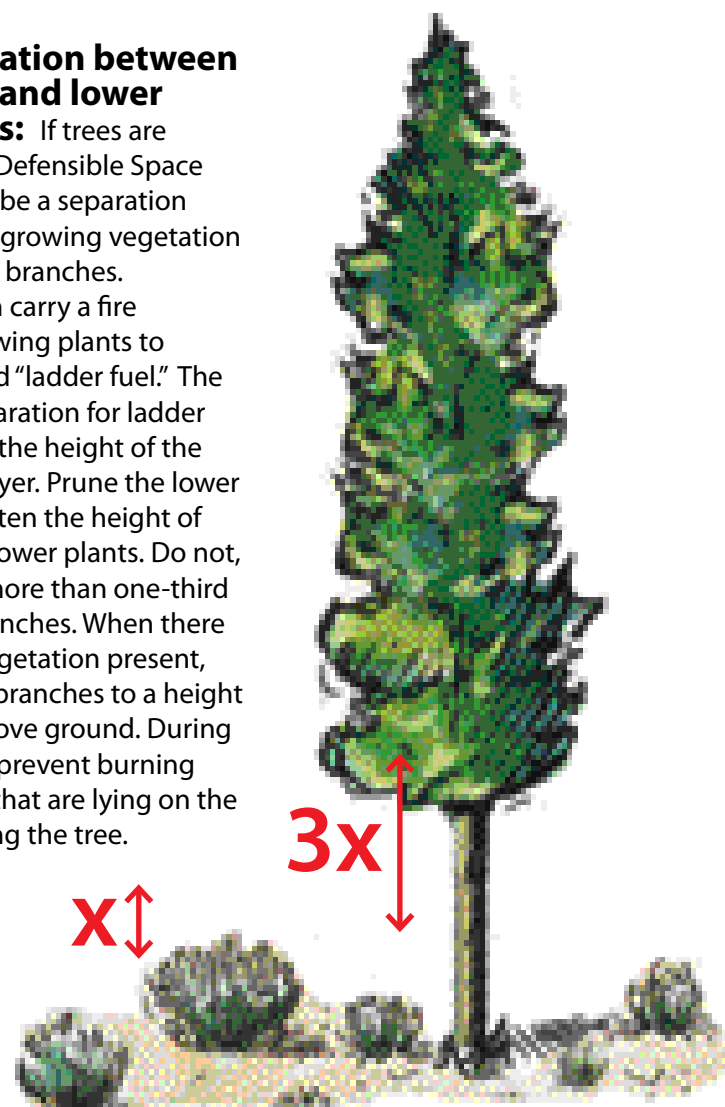 ation between
and lower
s: If trees are
Defensible Space
be a separation
growing vegetation
branches.
carry a fire
wing plants to
d “ladder fuel.” The
aration for ladder
the height of the
yer. Prune the lower
ten the height of
ower plants. Do not,
more than one-third
nches. When there
getation present,
branches to a height
ove ground. During
prevent burning
that are lying on the
ng the tree.
3x
x